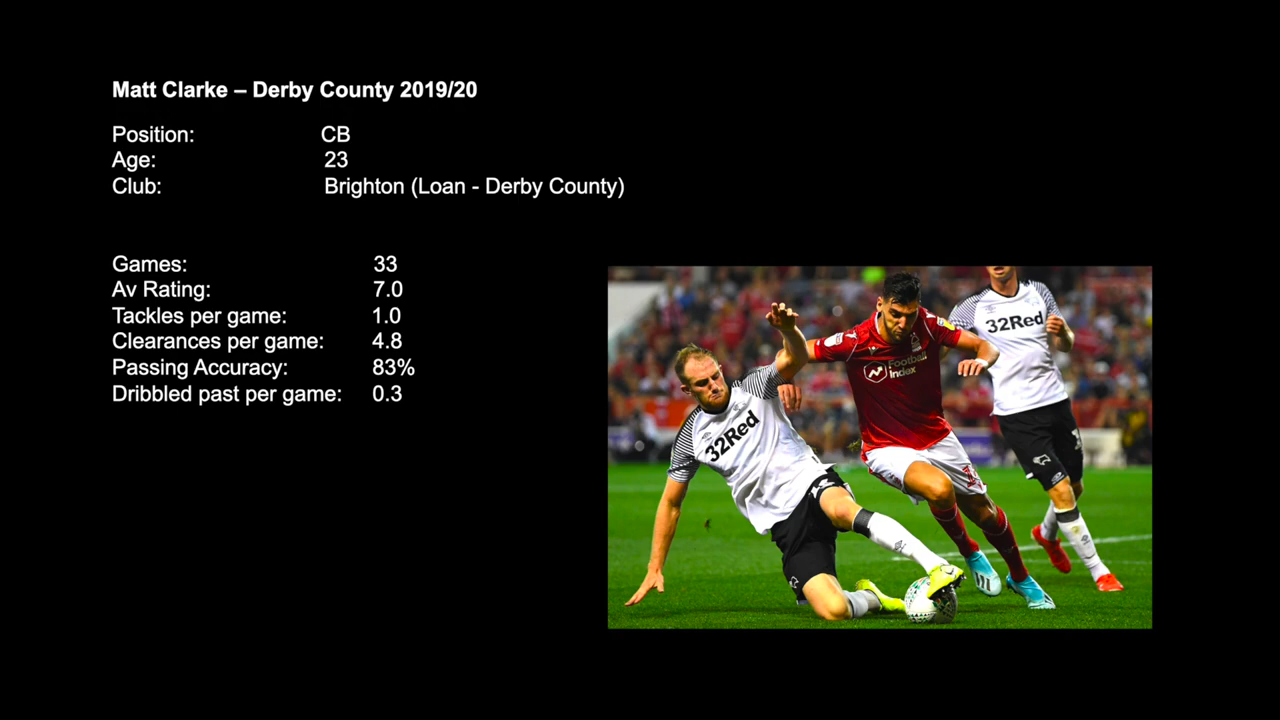 Matt Clarke – Derby County 2019/20
Position: CB
Age: 23
Club: Brighton (Loan - Derby County)
Games: 33
Av Rating: 7.0
Tackles per game: 1.0
Clearances per game: 4.8
Passing Accuracy: 83%
Dribbled past per game: 0.3
32Red
Football
Index
32Red